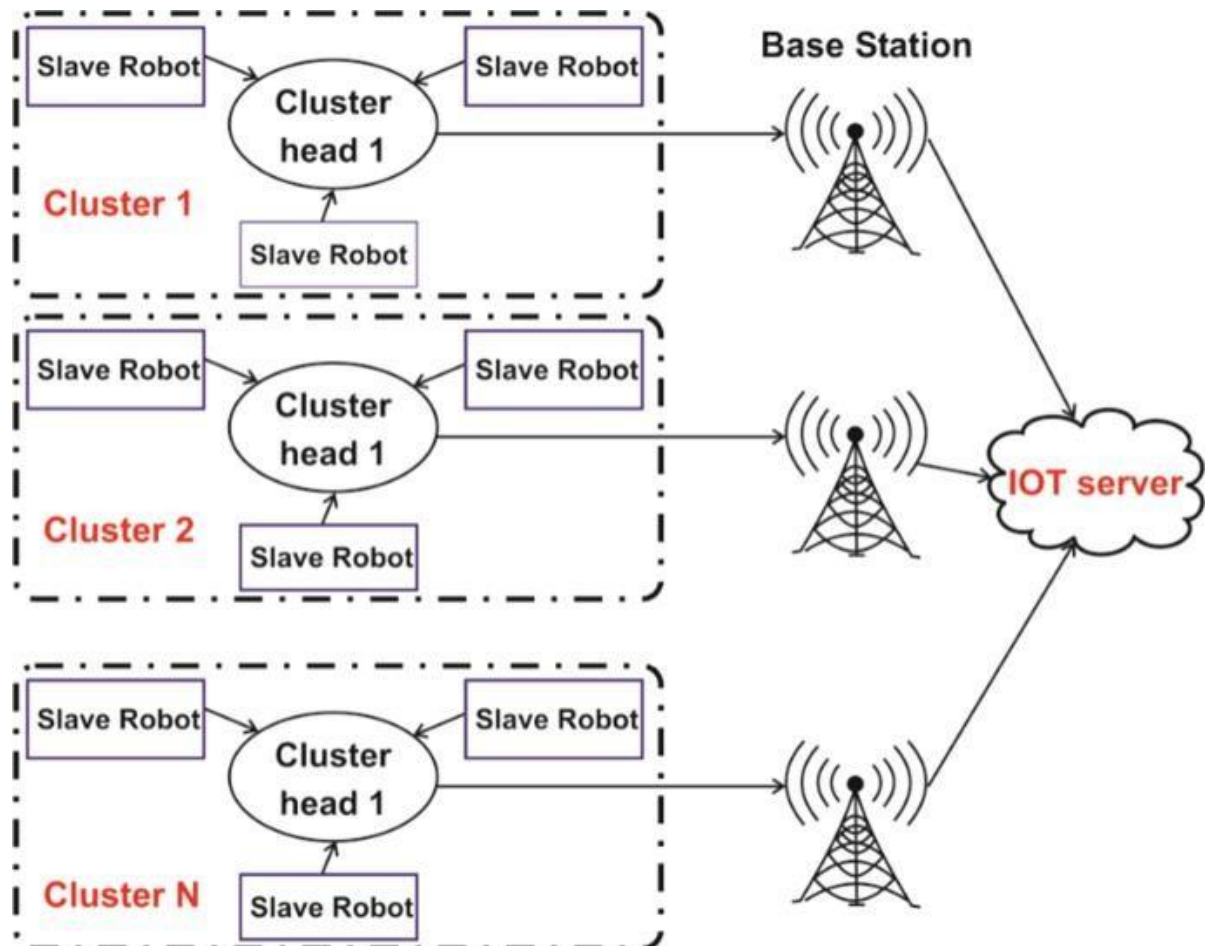 Slave Robot
Slave Robot
Base Station
Cluster
head 1
Cluster 1
Slave Robot
Slave Robot
Slave Robot
Cluster
head 1
IOT server
Cluster 2
Slave Robot
Slave Robot
Slave Robot
Cluster
head 1
Cluster N
Slave Robot